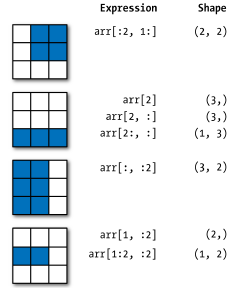 Expression Shape
arr[:2, 1:] (2, 2)
arr[2] (3,)
arr[2, :] (3,)
arr[2:, :] (1, 3)
arr[:, :2] (3, 2)
arr[1, :2] (2,)
arr[1:2, :2] (1, 2)